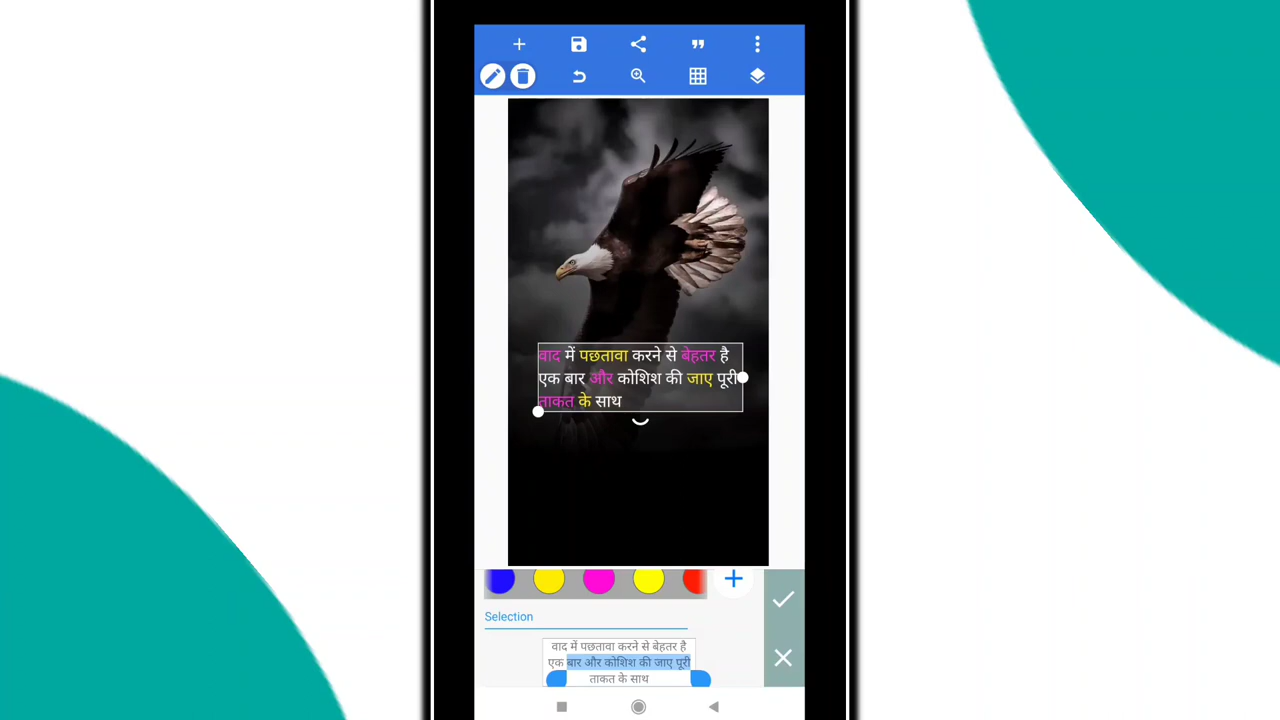 वाद में पछतावा करने से बेहतर है
एक बार और कोशिश की जाए पूरी
ताकत के साथ
Selection
वाद में पछतावा करने से बेहतर है
एक बार और कोशिश की जाए पूरी
ताकत के साथ